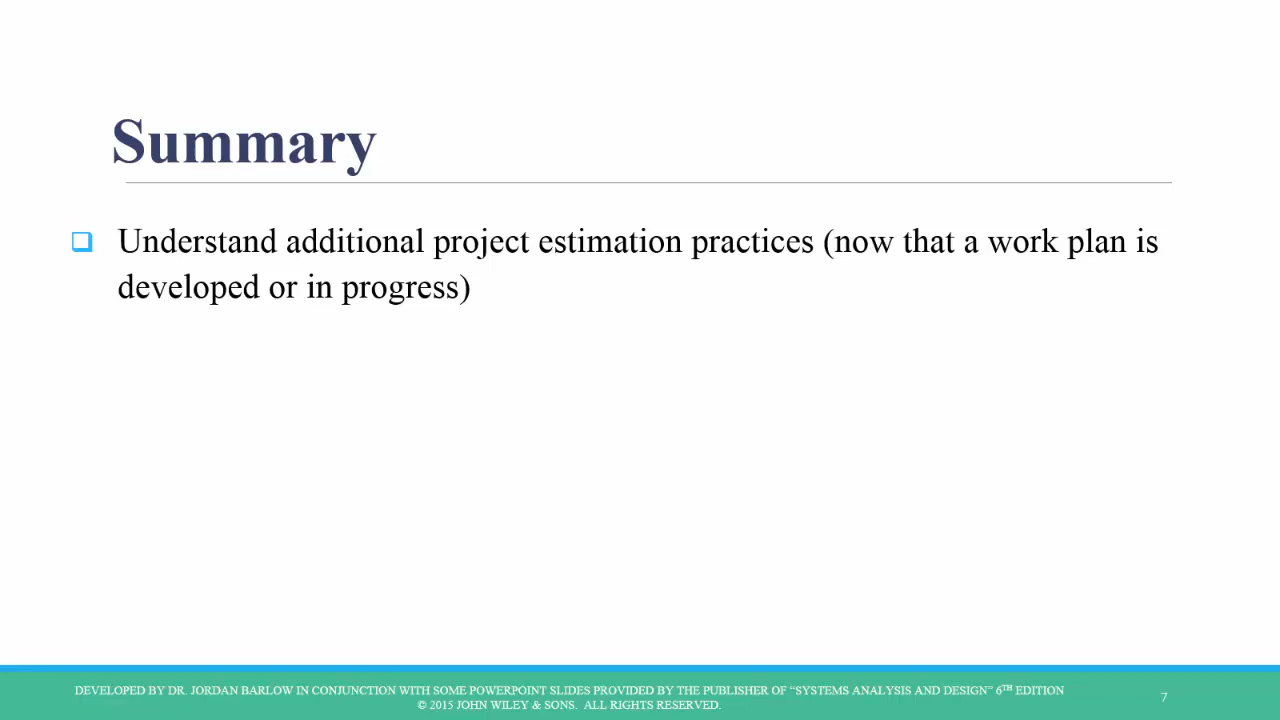 Summary
Understand additional project estimation practices (now that a work plan is
developed or in progress)
DEVELOPED BY DR. JORDAN BARLOW IN CONJUNCTION WITH SOME POWERPOINT SLIDES PROVIDED BY THE PUBLISHER OF “SYSTEMS ANALYSIS AND DESIGN” 6TH EDITION
© 2015 JOHN WILEY & SONS. ALL RIGHTS RESERVED.
7